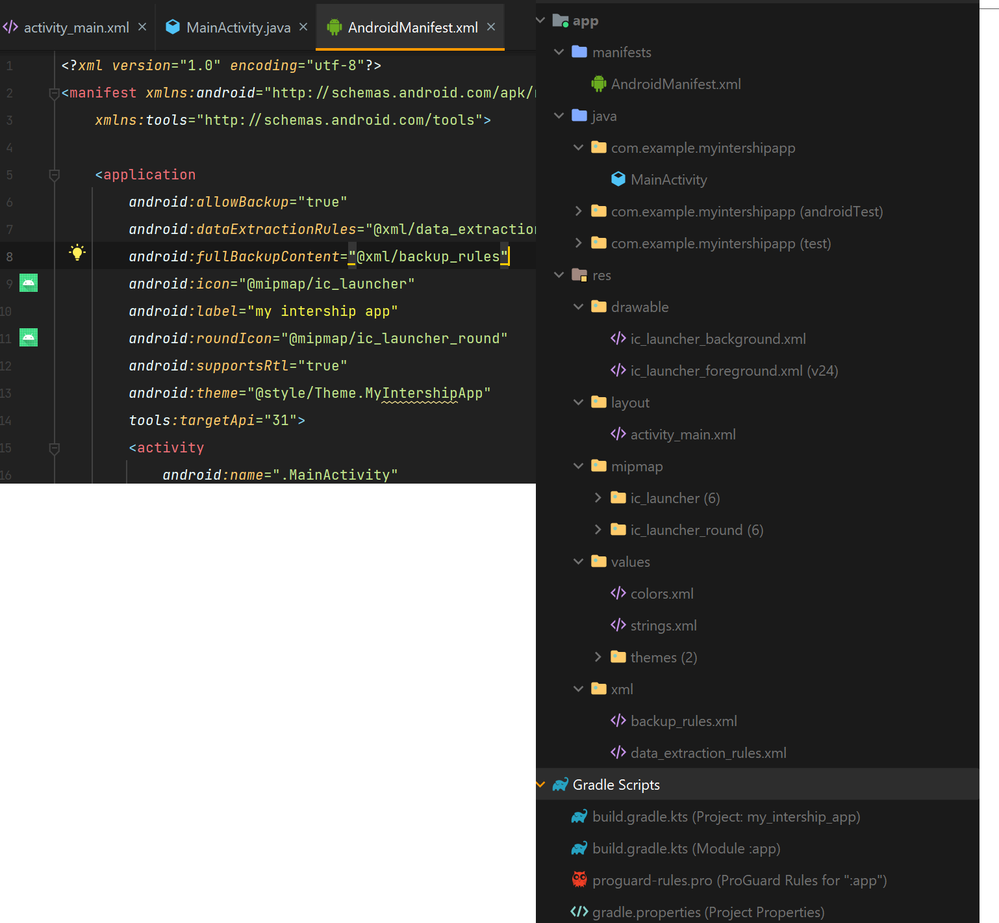 activity_main.xml
MainActivity.java
AndroidManifest.xml
1 <?xml version="1.0" encoding="utf-8"?>
2 <manifest xmlns:android="http://schemas.android.com/apk/
3 xmlns:tools="http://schemas.android.com/tools">
4
5 <application
6 android:allowBackup="true"
7 android:dataExtractionRules="@xml/data_extraction
8 android:fullBackupContent="@xml/backup_rules"
9 android:icon="@mipmap/ic_launcher"
10 android:label="my intership app"
11 android:roundIcon="@mipmap/ic_launcher_round"
12 android:supportsRtl="true"
13 android:theme="@style/Theme.MyIntershipApp"
14 tools:targetApi="31">
15 <activity
16 android:name=".MainActivity"
app
manifests
AndroidManifest.xml
java
com.example.myintershipapp
MainActivity
com.example.myintershipapp (androidTest)
com.example.myintershipapp (test)
res
drawable
ic_launcher_background.xml
ic_launcher_foreground.xml (v24)
layout
activity_main.xml
mipmap
ic_launcher (6)
ic_launcher_round (6)
values
colors.xml
strings.xml
themes (2)
xml
backup_rules.xml
data_extraction_rules.xml
Gradle Scripts
build.gradle.kts (Project: my_intership_app)
build.gradle.kts (Module :app)
proguard-rules.pro (ProGuard Rules for ":app")
gradle.properties (Project Properties)